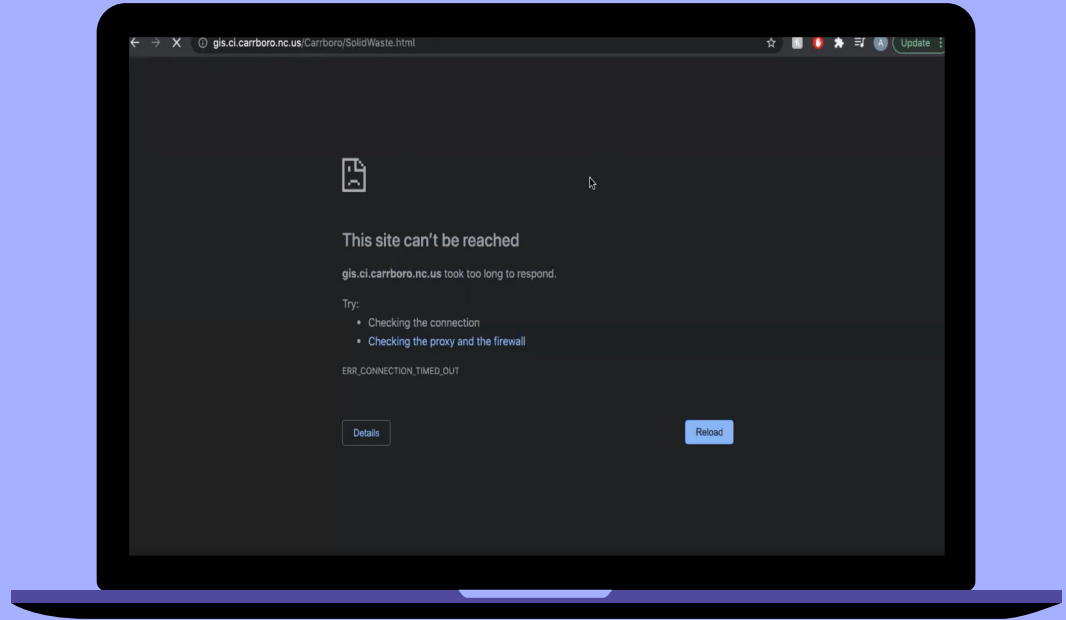 gis.ci.carrboro.nc.us/Carrboro/SolidWaste.html
A
Update
This site can't be reached
gis.ci.carrboro.nc.us took too long to respond.
Try:
• Checking the connection
• Checking the proxy and the firewall
ERR_CONNECTION_TIMED_OUT
Details
Reload